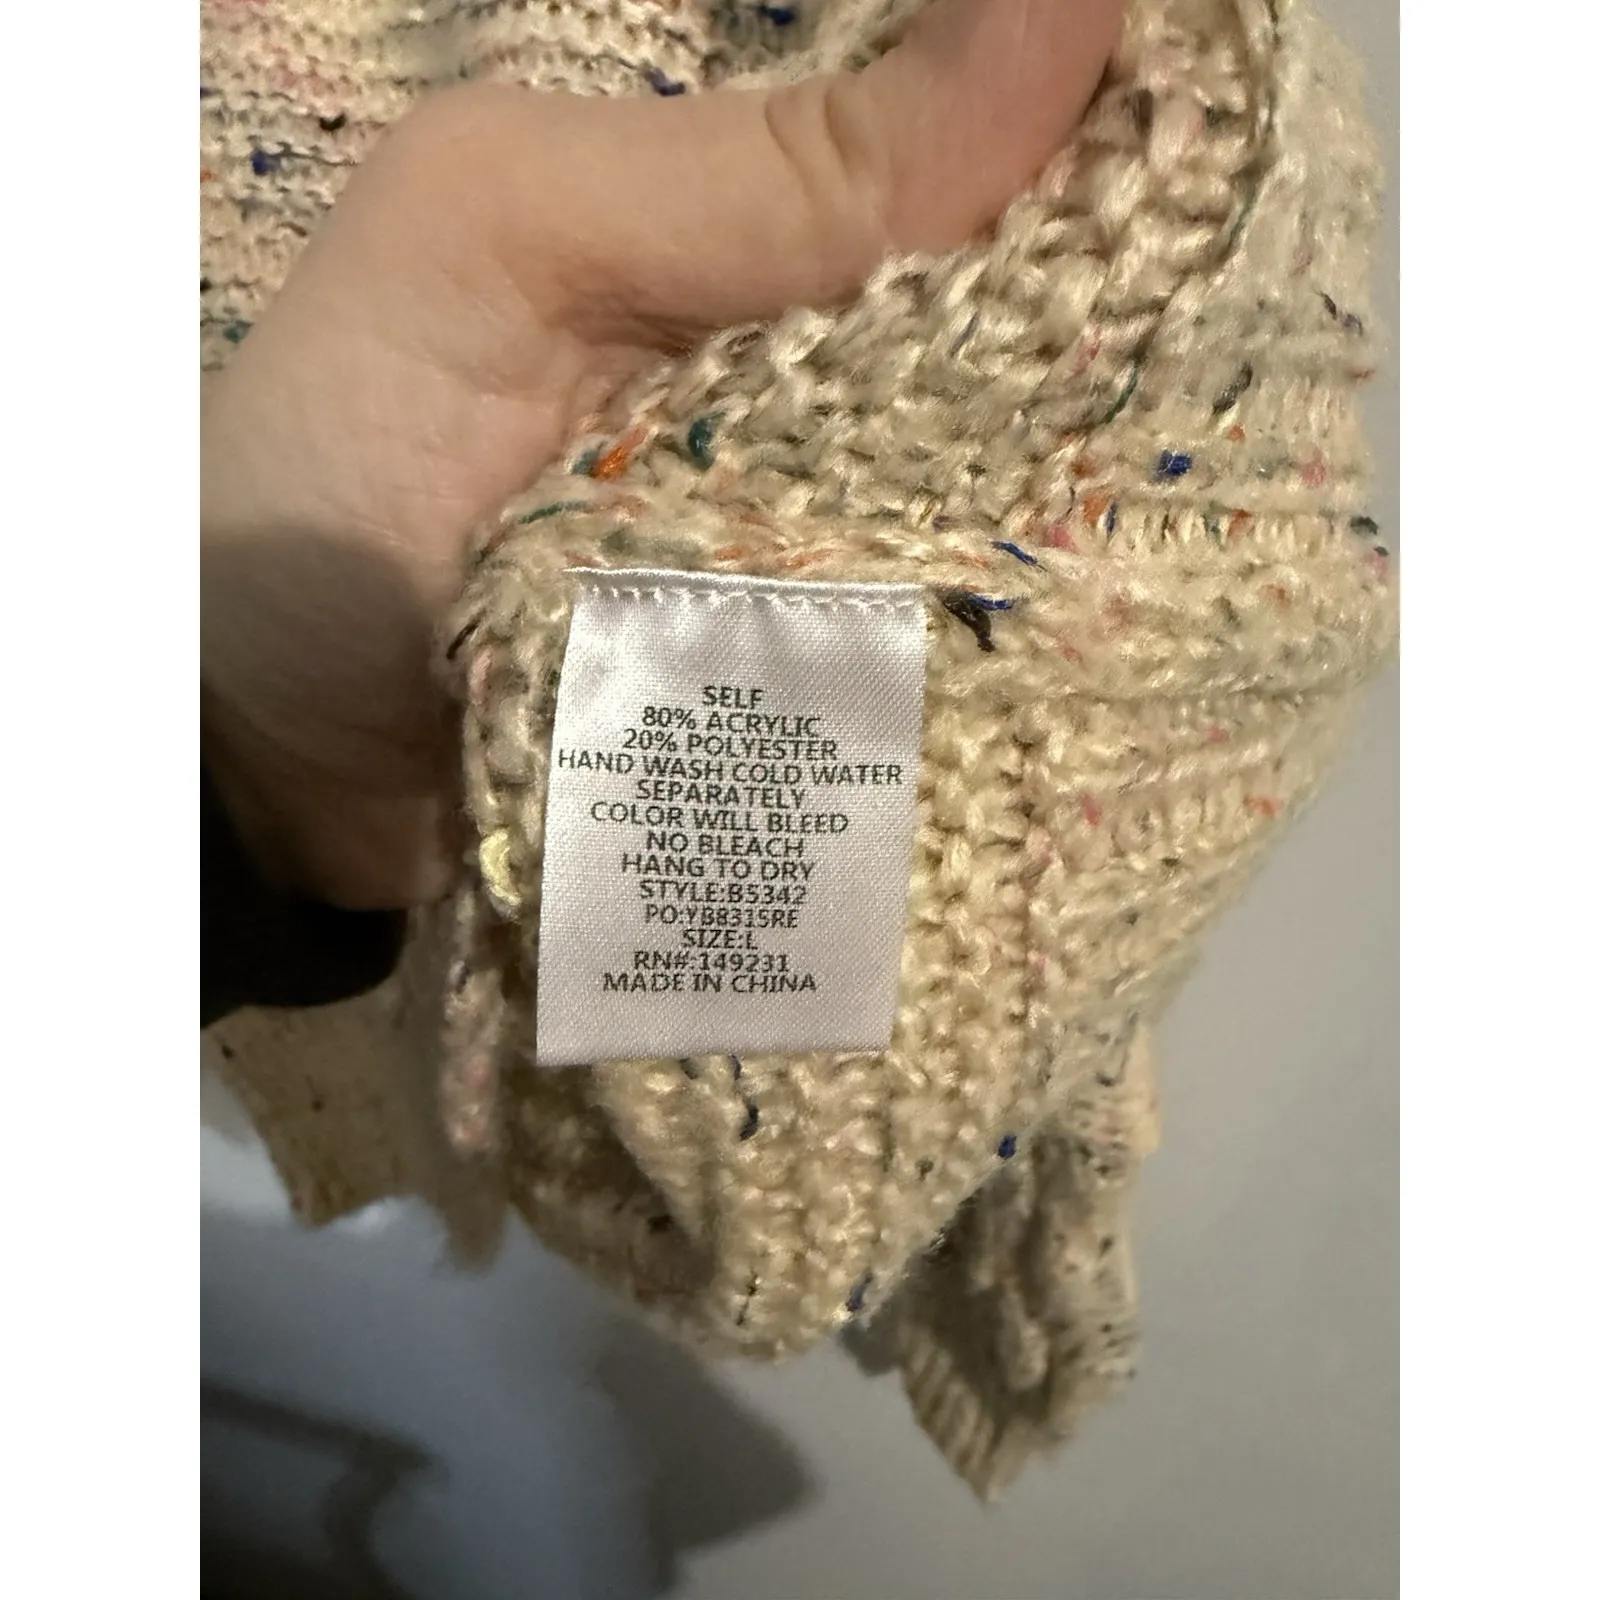 SELF
80% ACRYLIC
20% POLYESTER
HAND WASH COLD WATER
SEPARATELY
COLOR WILL BLEED
NO BLEACH
HANG TO DRY
STYLE:B5342
PO:YB8315RE
SIZE:L
RN#:149231
MADE IN CHINA